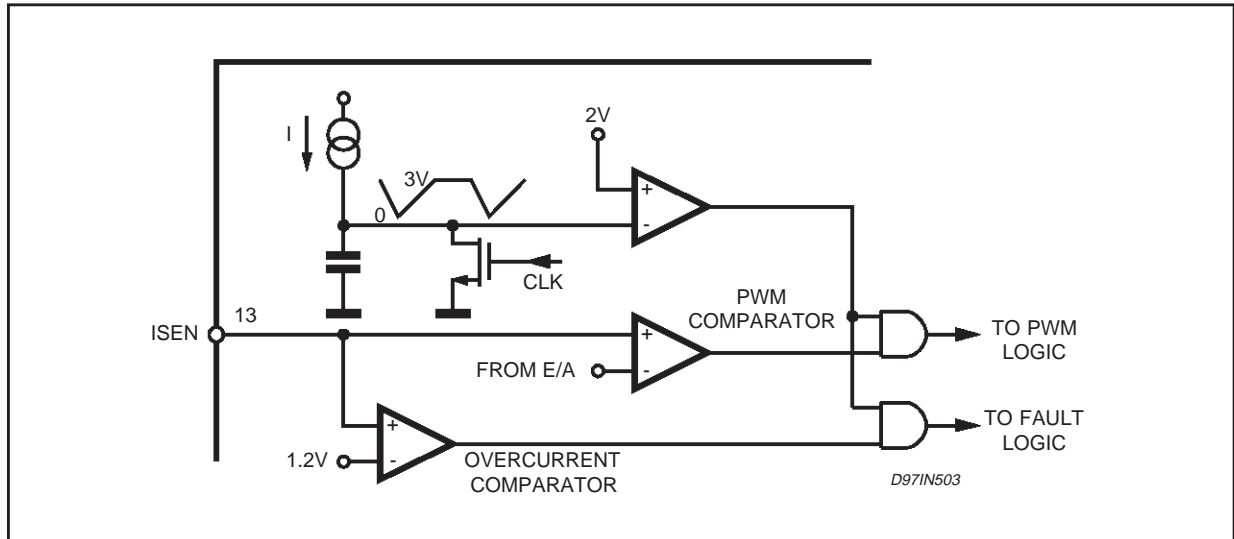 2V
I
3V
0
+
-
CLK
PWM
COMPARATOR
13
ISEN
+
-
FROM E/A
TO PWM
LOGIC
+
-
1.2V
OVERCURRENT
COMPARATOR
TO FAULT
LOGIC
D97IN503